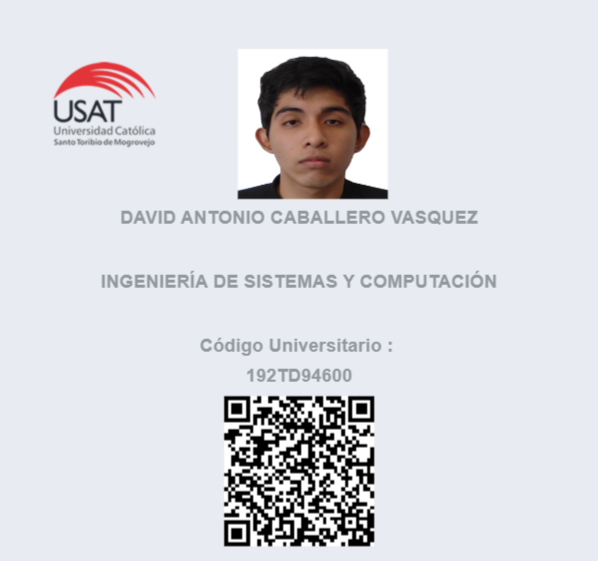 USAT
Universidad Católica
Santo Toribio de Mogrovejo
DAVID ANTONIO CABALLERO VASQUEZ
INGENIERÍA DE SISTEMAS Y COMPUTACIÓN
Código Universitario :
192TD94600